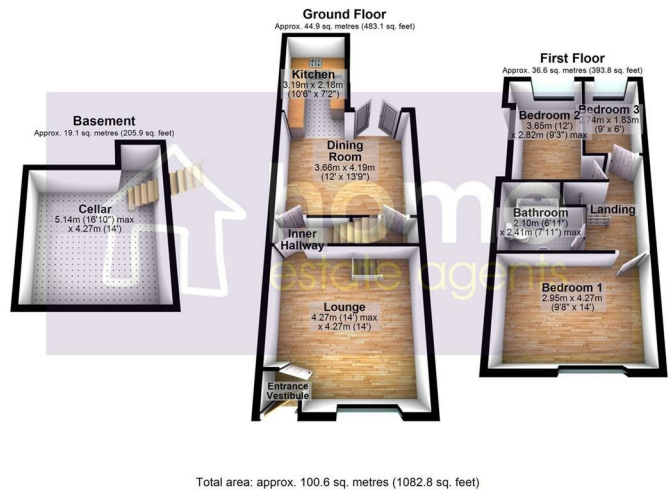 Ground Floor
Approx. 44.9 sq. metres (483.1 sq. feet)
Kitchen
3.19m x 2.18m
(10'6" x 7'2")
Dining
Room
3.66m x 4.19m
(12' x 13'9")
Inner
Hallway
Lounge
4.27m (14') max
x 4.27m (14')
Entrance
Vestibule
First Floor
Approx. 36.6 sq. metres (393.8 sq. feet)
Bedroom 2
3.65m (12')
x 2.82m (9'3") max
Bedroom 3
2.74m x 1.83m
(9' x 6')
Bathroom
2.10m (6'11")
x 2.41m (7'11") max
Landing
Bedroom 1
2.95m x 4.27m
(9'8" x 14')
Basement
Approx. 19.1 sq. metres (205.9 sq. feet)
Cellar
5.14m (16'10") max
x 4.27m (14')
home
estate agents
Total area: approx. 100.6 sq. metres (1082.8 sq. feet)